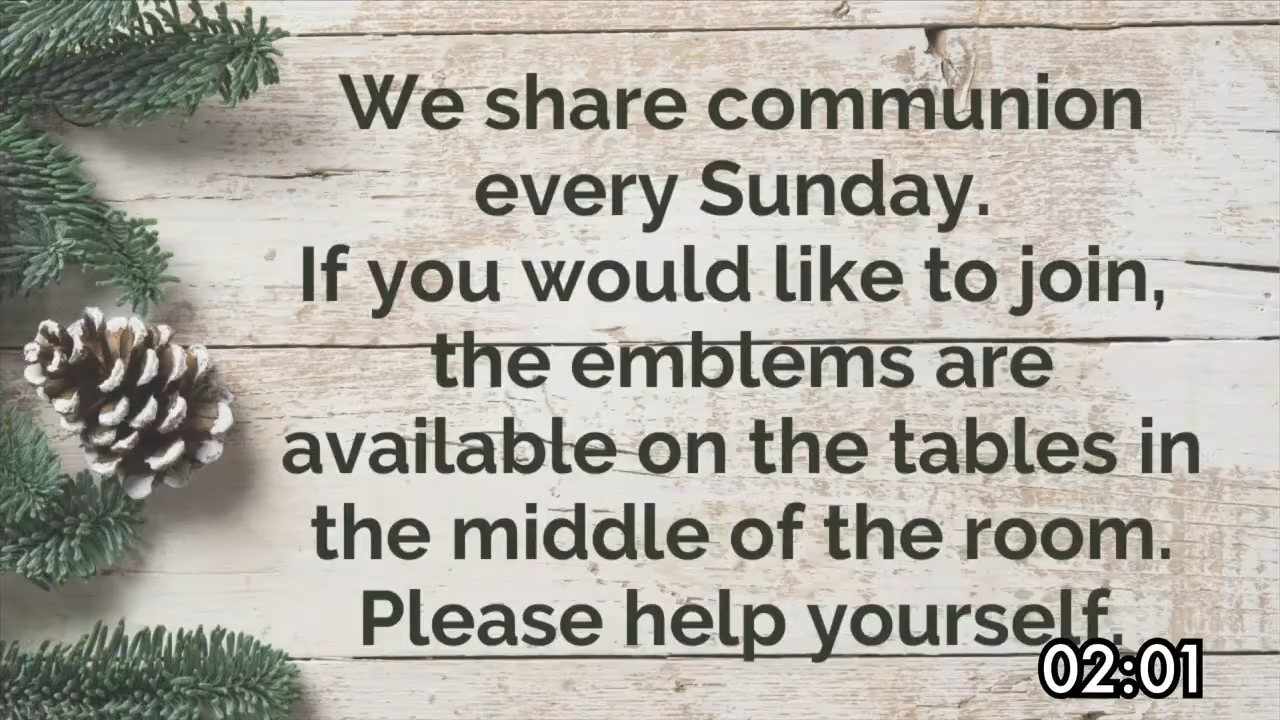 We share communion
every Sunday.
If you would like to join,
the emblems are
available on the tables in
the middle of the room.
Please help yourself.
02:01